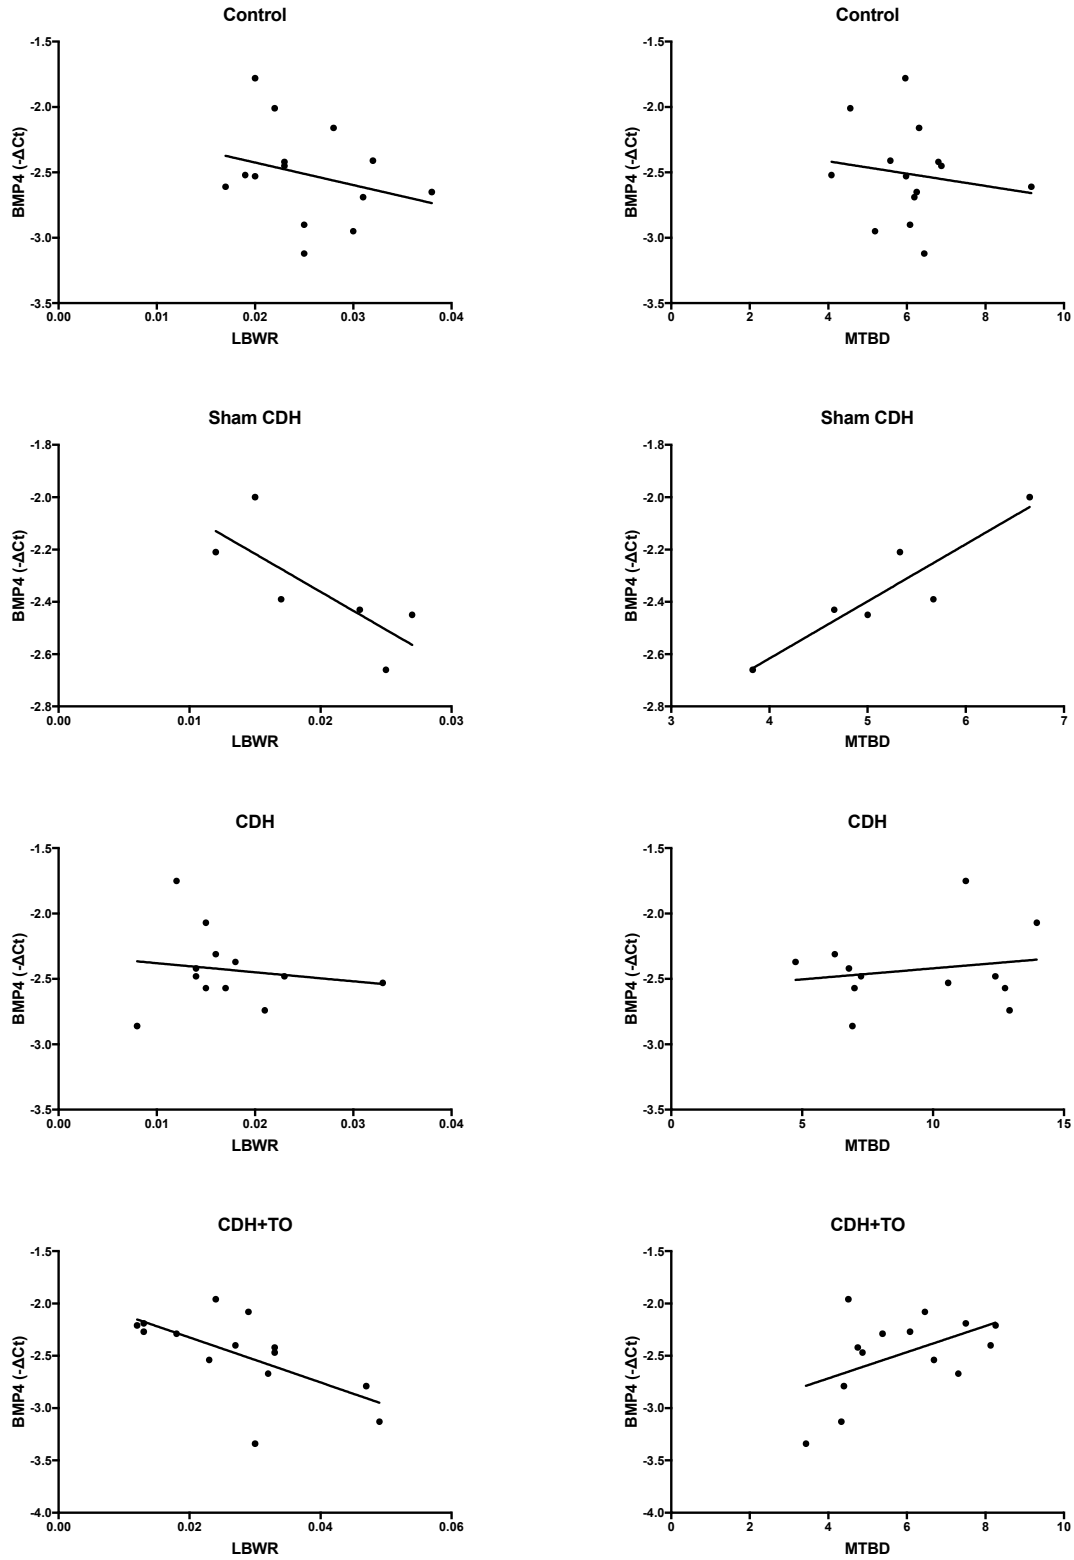 Control
BMP4 (-ΔCt)
-1.5
-2.0
-2.5
-3.0
-3.5
0.00 0.01 0.02 0.03 0.04
LBWR
Control
BMP4 (-ΔCt)
-1.5
-2.0
-2.5
-3.0
-3.5
0 2 4 6 8 10
MTBD
Sham CDH
BMP4 (-ΔCt)
-1.8
-2.0
-2.2
-2.4
-2.6
-2.8
0.00 0.01 0.02 0.03
LBWR
Sham CDH
BMP4 (-ΔCt)
-1.8
-2.0
-2.2
-2.4
-2.6
-2.8
3 4 5 6 7
MTBD
CDH
BMP4 (-ΔCt)
-1.5
-2.0
-2.5
-3.0
-3.5
0.00 0.01 0.02 0.03 0.04
LBWR
CDH
BMP4 (-ΔCt)
-1.5
-2.0
-2.5
-3.0
-3.5
0 5 10 15
MTBD
CDH+TO
BMP4 (-ΔCt)
-1.5
-2.0
-2.5
-3.0
-3.5
-4.0
0.00 0.02 0.04 0.06
LBWR
CDH+TO
BMP4 (-ΔCt)
-1.5
-2.0
-2.5
-3.0
-3.5
-4.0
0 2 4 6 8 10
MTBD